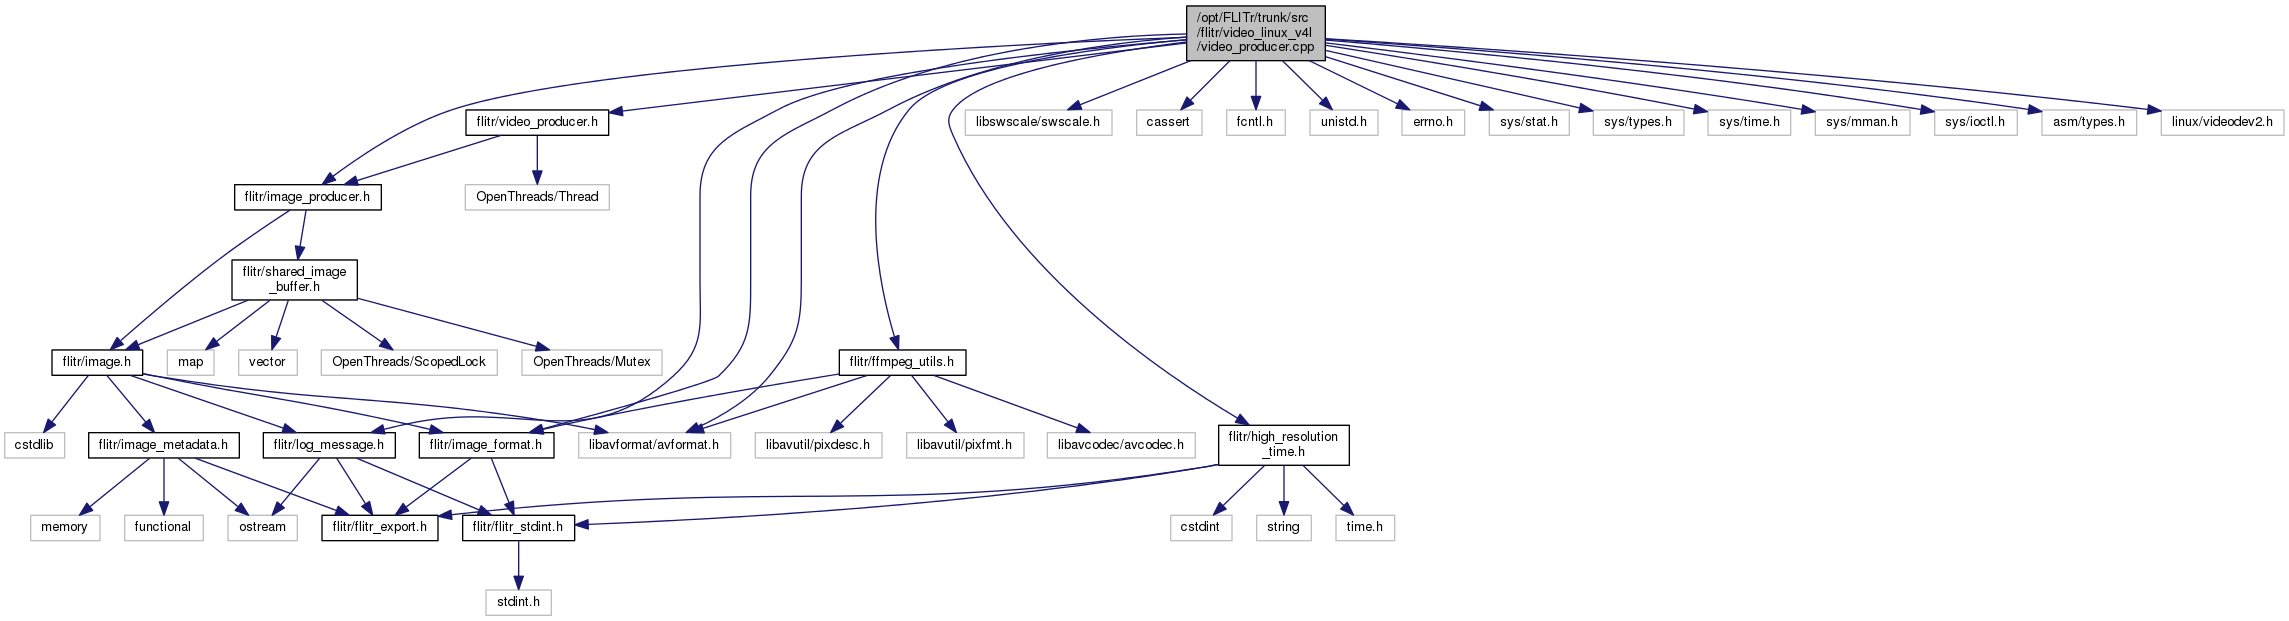 /opt/FLITr/trunk/src
/flitr/video_linux_v4l
/video_producer.cpp
flitr/video_producer.h
libswscale/swscale.h
cassert
fcntl.h
unistd.h
errno.h
sys/stat.h
sys/types.h
sys/time.h
sys/mman.h
sys/ioctl.h
asm/types.h
linux/videodev2.h
flitr/image_producer.h
OpenThreads/Thread
flitr/shared_image
_buffer.h
flitr/image.h
map
vector
OpenThreads/ScopedLock
OpenThreads/Mutex
flitr/ffmpeg_utils.h
cstdlib
flitr/image_metadata.h
flitr/log_message.h
flitr/image_format.h
libavformat/avformat.h
libavutil/pixdesc.h
libavutil/pixfmt.h
libavcodec/avcodec.h
flitr/high_resolution
_time.h
memory
functional
ostream
flitr/flitr_export.h
flitr/flitr_stdint.h
cstdint
string
time.h
stdint.h